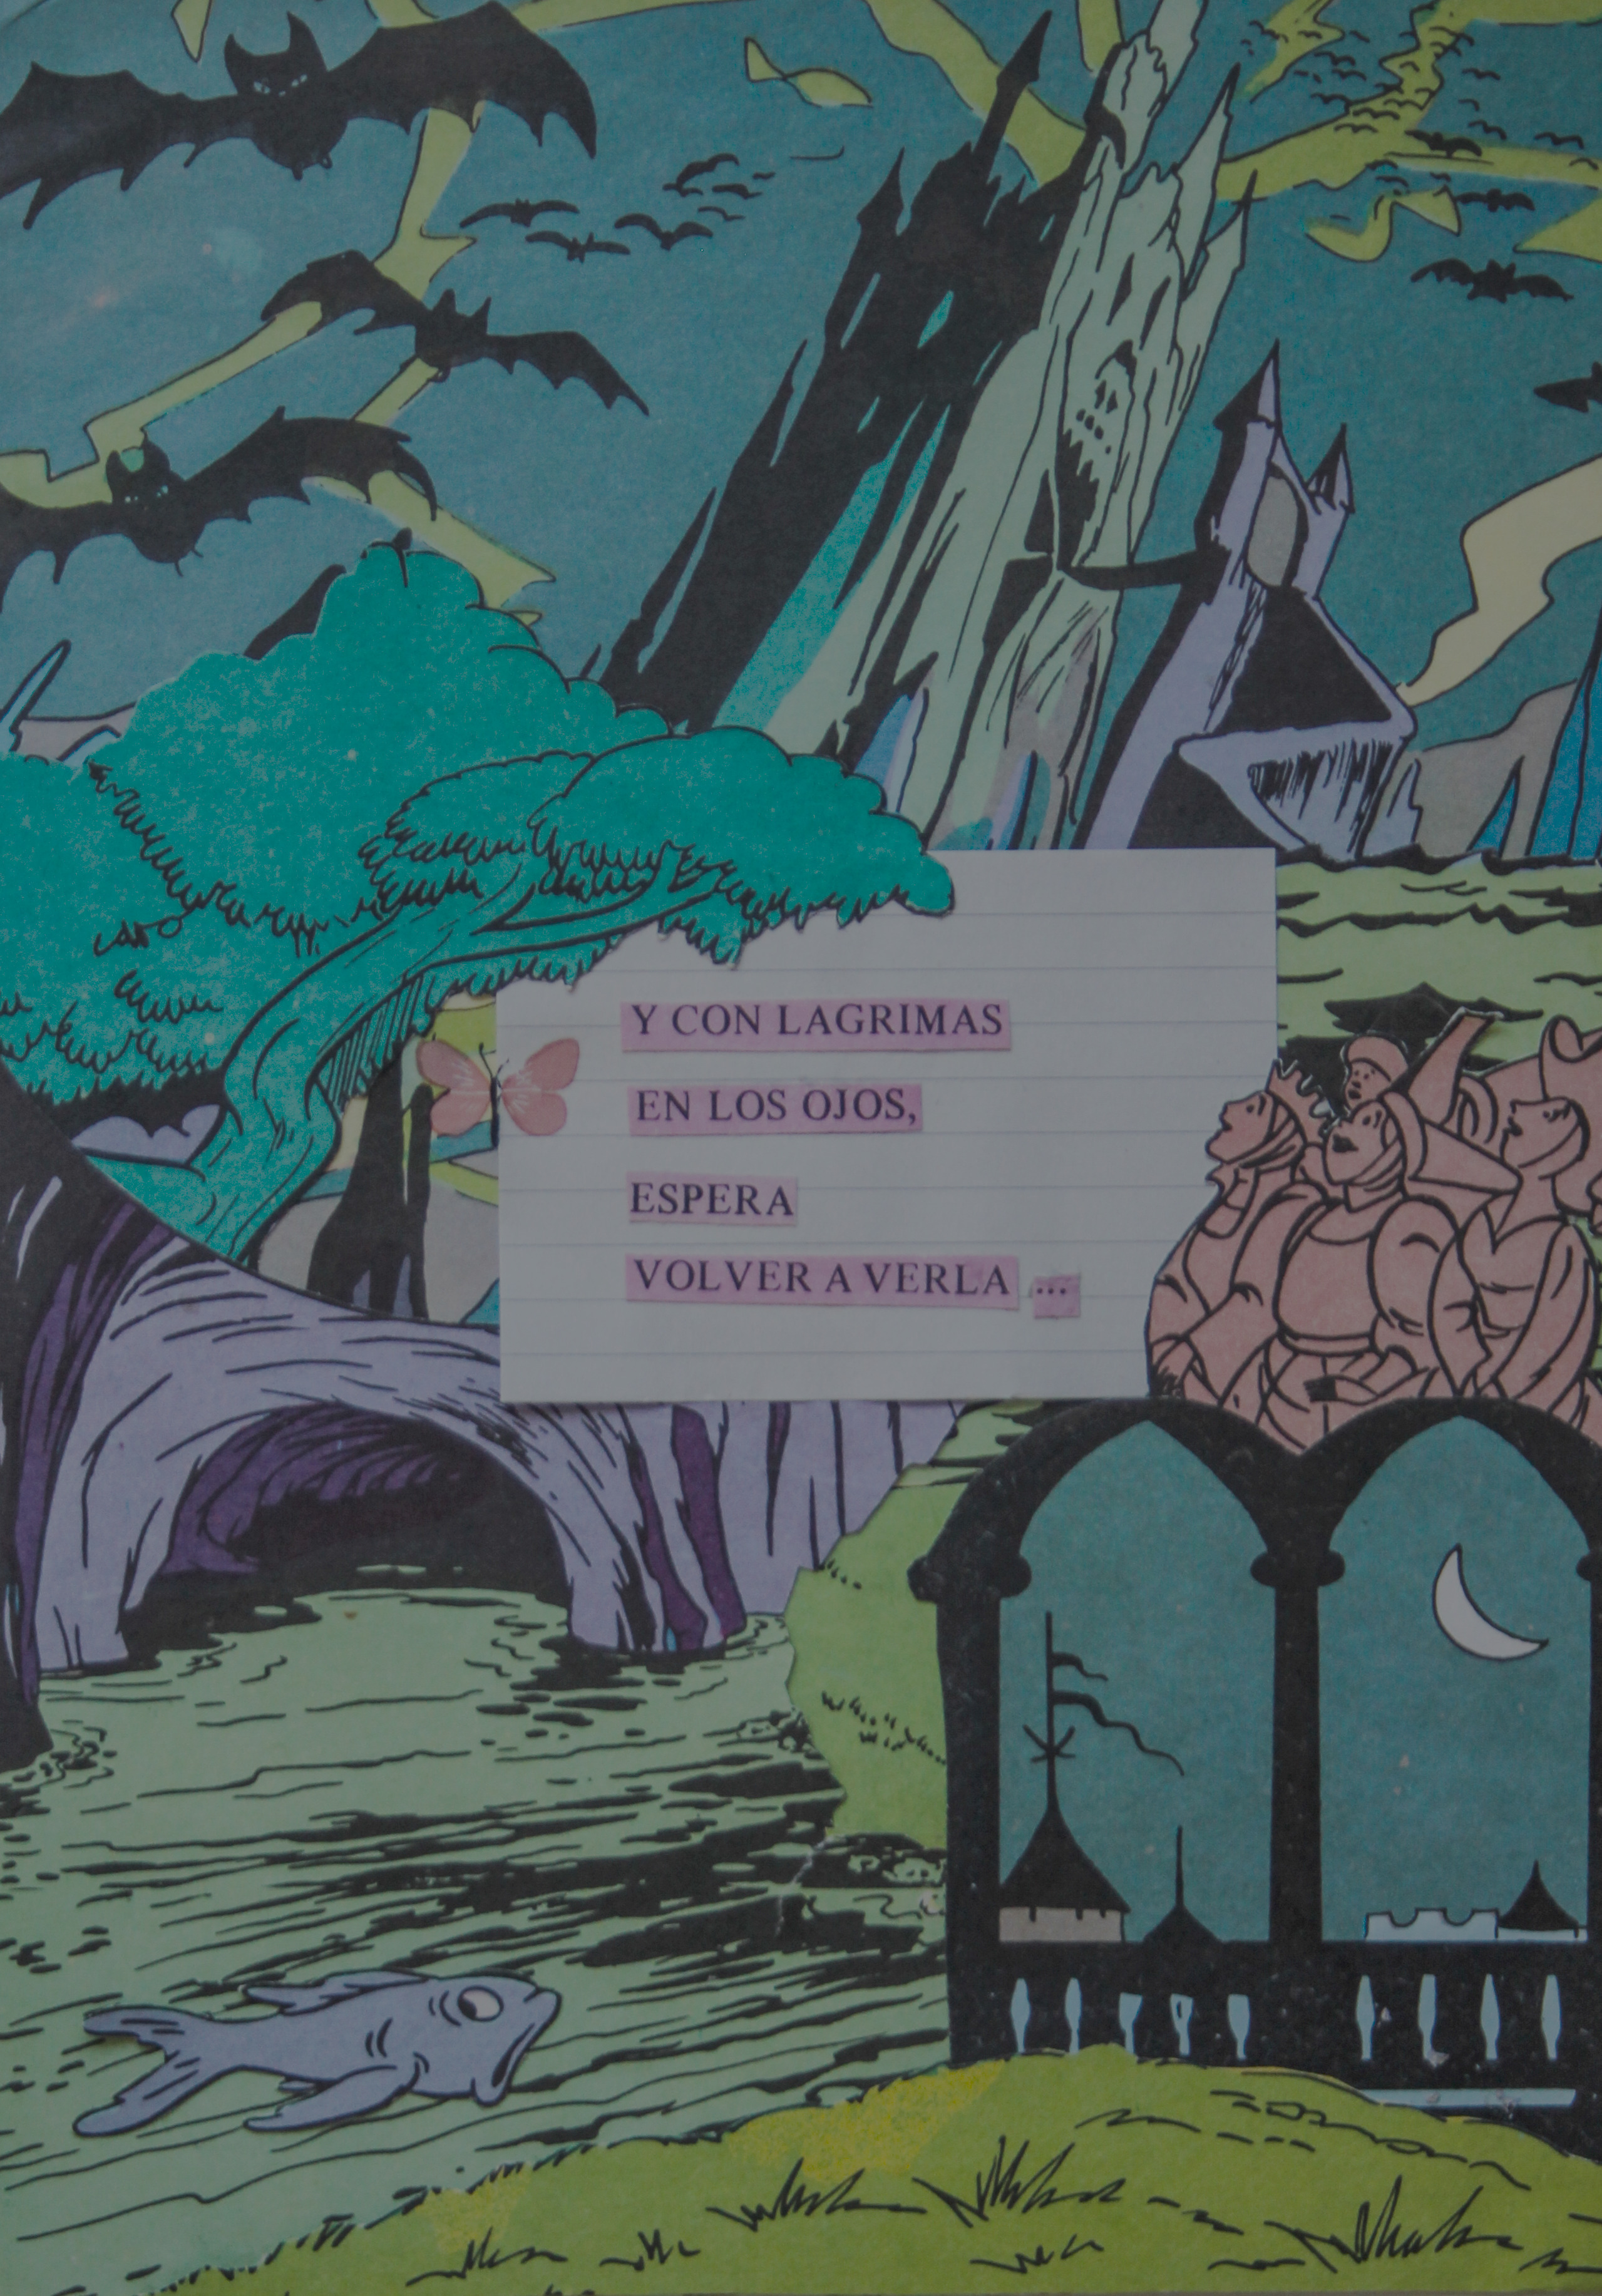 Y CON LAGRIMAS
EN LOS OJOS,
ESPERA
VOLVER A VERLA ...